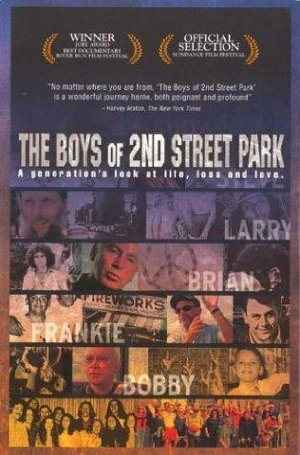 WINNER
JURY AWARD
BEST DOCUMENTARY
RIVER RUN FILM FESTIVAL
OFFICIAL
SELECTION
SUNDANCE FILM FESTIVAL
"No matter where you are from, 'The Boys of 2nd Street Park'
is a wonderful journey home, both poignant and profound"
– Harvey Araton, The New York Times
THE BOYS OF 2ND STREET PARK
A generation's look at life, loss and love.
STEVE
LARRY
BRIAN
FIREWORKS
FRANKIE
BOBBY